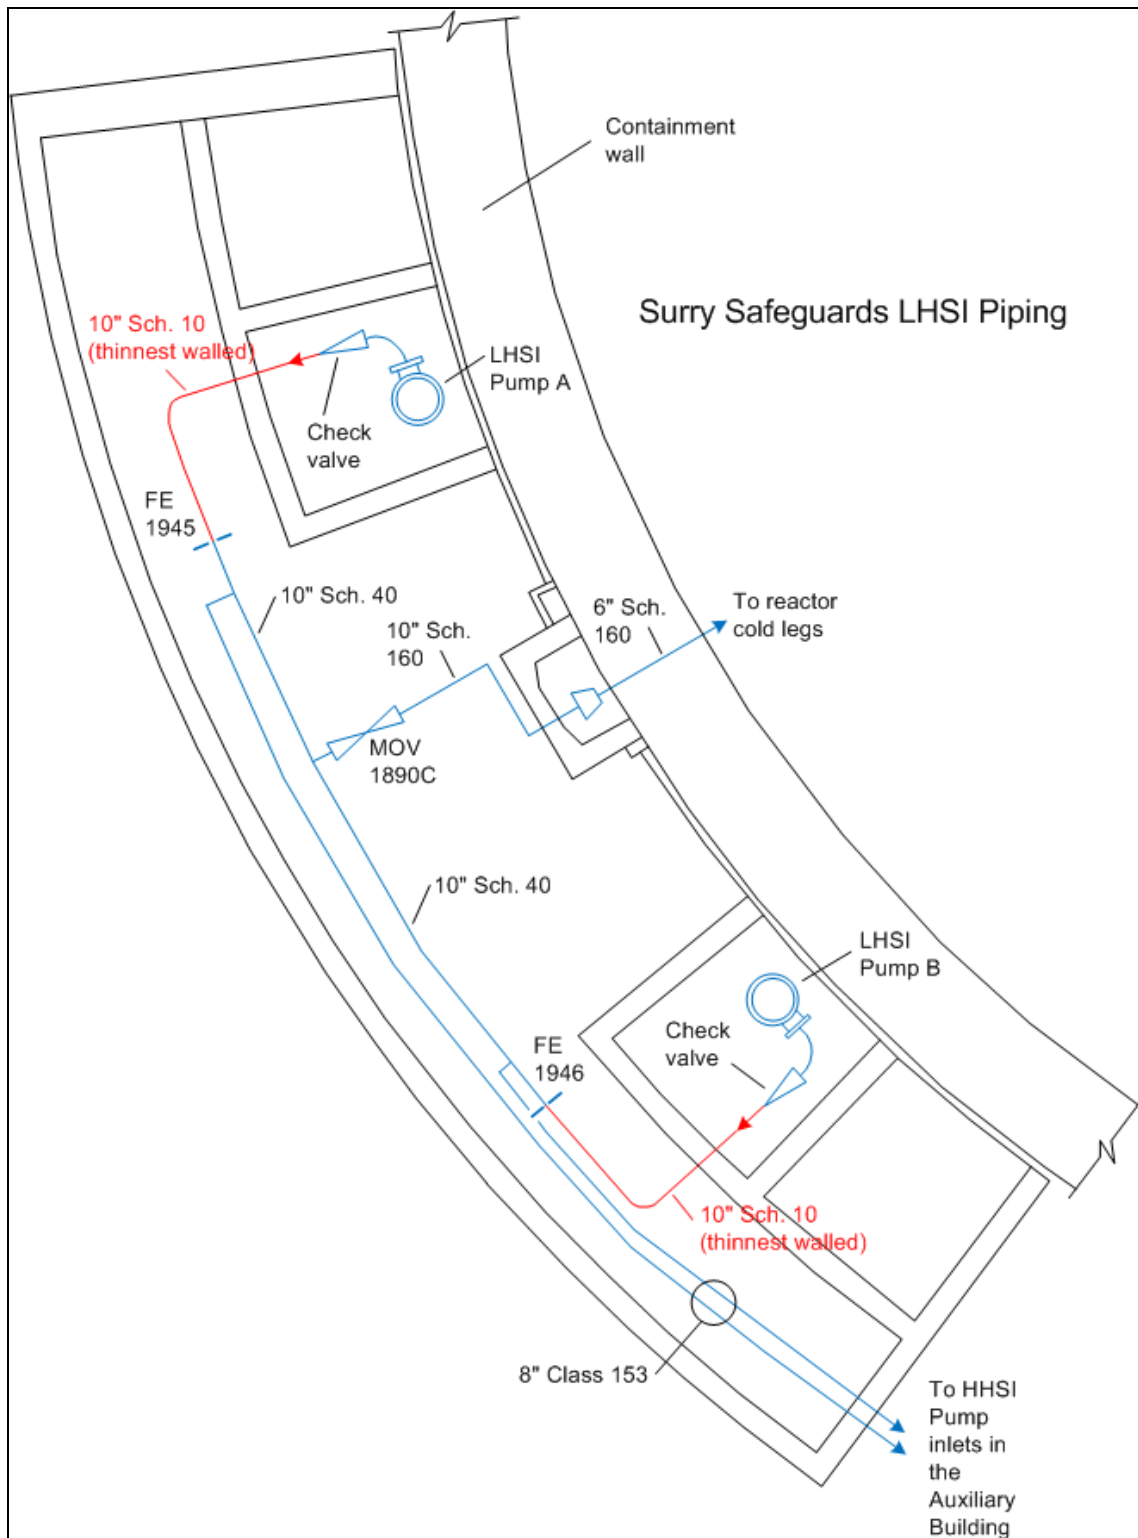 Containment
wall
Surry Safeguards LHSI Piping
10" Sch. 10
(thinnest walled)
LHSI
Pump A
Check
valve
FE
1945
10" Sch. 40
10" Sch.
160
6" Sch.
160
To reactor
cold legs
MOV
1890C
10" Sch. 40
LHSI
Pump B
Check
valve
FE
1946
10" Sch. 10
(thinnest walled)
8" Class 153
To HHSI
Pump
inlets in
the
Auxiliary
Building